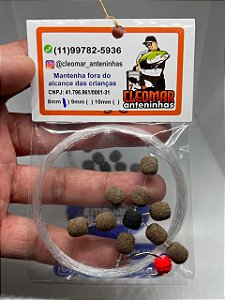 (11)99782-5936
@cleomar_anteninhas
Mantenha fora do
alcance das crianças
CNPJ: 41.796.961/0001-31
8mm ( ) 9mm ( ) 10mm ( )
CLEOMAR
anteninhas